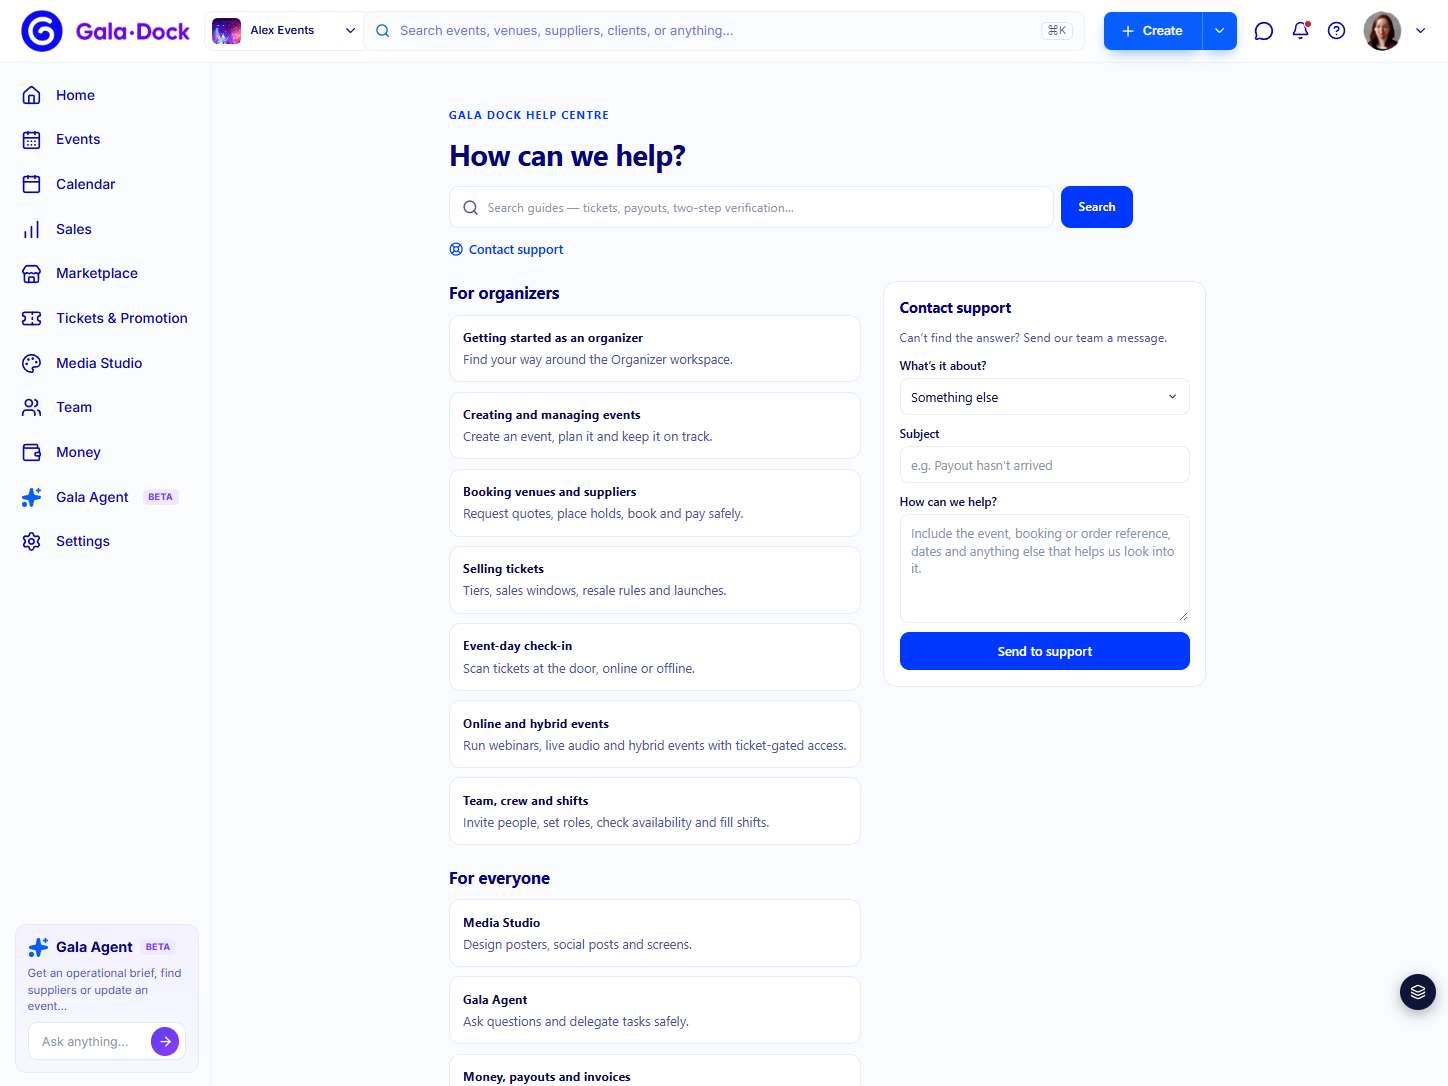 Gala·Dock
Alex Events
Search events, venues, suppliers, clients, or anything...
⌘K
Create
Home
Events
Calendar
Sales
Marketplace
Tickets & Promotion
Media Studio
Team
Money
Gala Agent BETA
Settings
GALA DOCK HELP CENTRE
How can we help?
Search guides — tickets, payouts, two-step verification...
Search
Contact support
For organizers
Getting started as an organizer
Find your way around the Organizer workspace.
Creating and managing events
Create an event, plan it and keep it on track.
Booking venues and suppliers
Request quotes, place holds, book and pay safely.
Selling tickets
Tiers, sales windows, resale rules and launches.
Event-day check-in
Scan tickets at the door, online or offline.
Online and hybrid events
Run webinars, live audio and hybrid events with ticket-gated access.
Team, crew and shifts
Invite people, set roles, check availability and fill shifts.
For everyone
Media Studio
Design posters, social posts and screens.
Gala Agent
Ask questions and delegate tasks safely.
Money, payouts and invoices
Contact support
Can't find the answer? Send our team a message.
What's it about?
Something else
Subject
e.g. Payout hasn't arrived
How can we help?
Include the event, booking or order reference,
dates and anything else that helps us look into
it.
Send to support
Gala Agent BETA
Get an operational brief, find
suppliers or update an
event...
Ask anything...